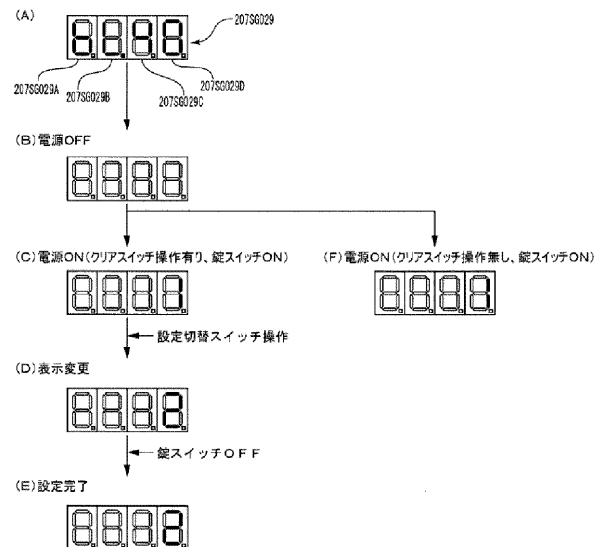 (A)
207SG029
207SG029A
207SG029B
207SG029C
207SG029D
(B)電源OFF
(C)電源ON(クリアスイッチ操作有り、錠スイッチON)
(F)電源ON(クリアスイッチ操作無し、錠スイッチON)
設定切替スイッチ操作
(D)表示変更
錠スイッチOFF
(E)設定完了